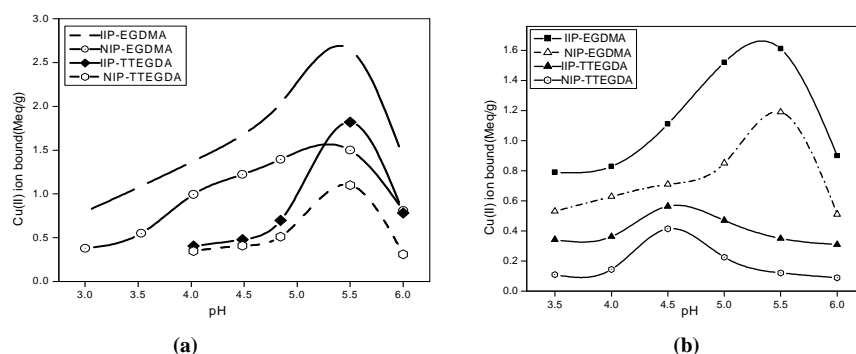 3.0
2.5
2.0
1.5
1.0
0.5
0.0
Cu(II) ion bound(Meq/g)
IIP-EGDMA
NIP-EGDMA
IIP-TTEGDA
NIP-TTEGDA
3.0 3.5 4.0 4.5 5.0 5.5 6.0
pH
(a)
1.6
1.4
1.2
1.0
0.8
0.6
0.4
0.2
0.0
Cu(II) ion bound(Meq/g)
IIP-EGDMA
NIP-EGDMA
IIP-TTEGDA
NIP-TTEGDA
3.5 4.0 4.5 5.0 5.5 6.0
pH
(b)